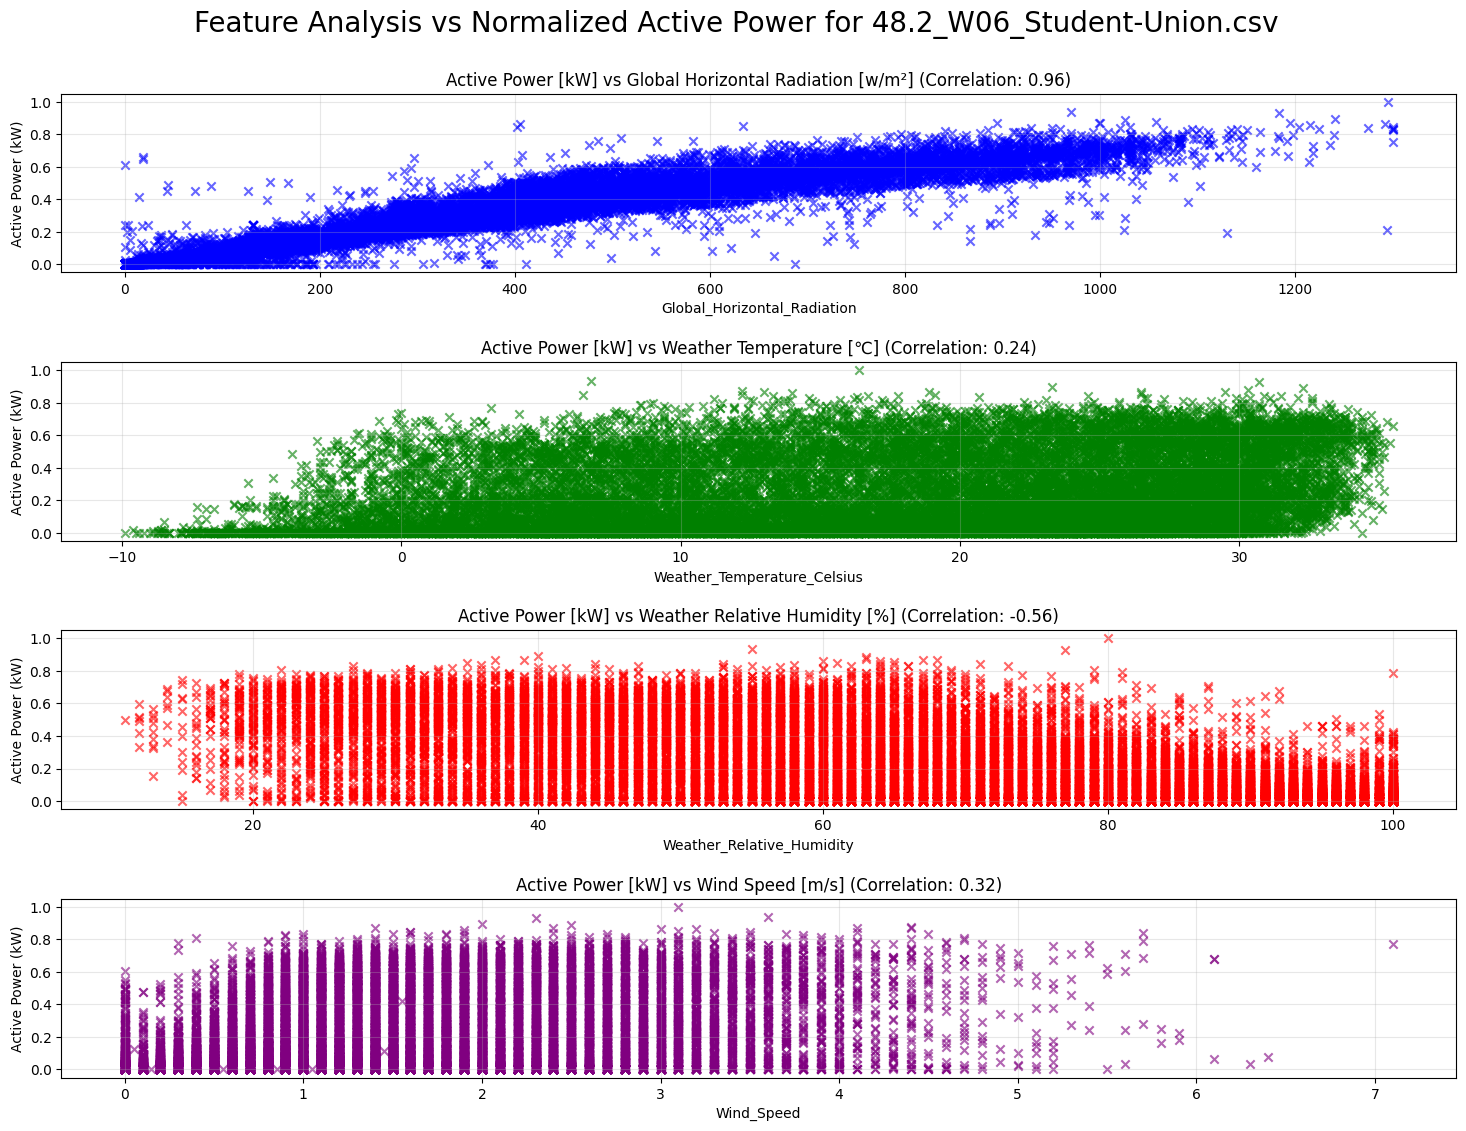 Feature Analysis vs Normalized Active Power for 48.2_W06_Student-Union.csv
Active Power [kW] vs Global Horizontal Radiation [w/m²] (Correlation: 0.96)
Active Power (kW)
1.0
0.8
0.6
0.4
0.2
0.0
0 200 400 600 800 1000 1200
Global_Horizontal_Radiation
Active Power [kW] vs Weather Temperature [℃] (Correlation: 0.24)
Active Power (kW)
1.0
0.8
0.6
0.4
0.2
0.0
−10 0 10 20 30
Weather_Temperature_Celsius
Active Power [kW] vs Weather Relative Humidity [%] (Correlation: -0.56)
Active Power (kW)
1.0
0.8
0.6
0.4
0.2
0.0
20 40 60 80 100
Weather_Relative_Humidity
Active Power [kW] vs Wind Speed [m/s] (Correlation: 0.32)
Active Power (kW)
1.0
0.8
0.6
0.4
0.2
0.0
0 1 2 3 4 5 6 7
Wind_Speed